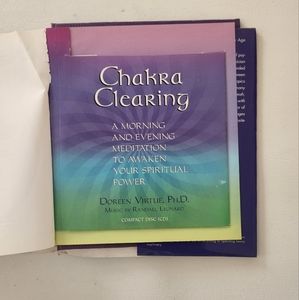 Chakra
Clearing
A MORNING
AND EVENING
MEDITATION
TO AWAKEN
YOUR SPIRITUAL
POWER
DOREEN VIRTUE, PH.D.
MUSIC BY RANDALL LEONARD
COMPACT DISC (CD)